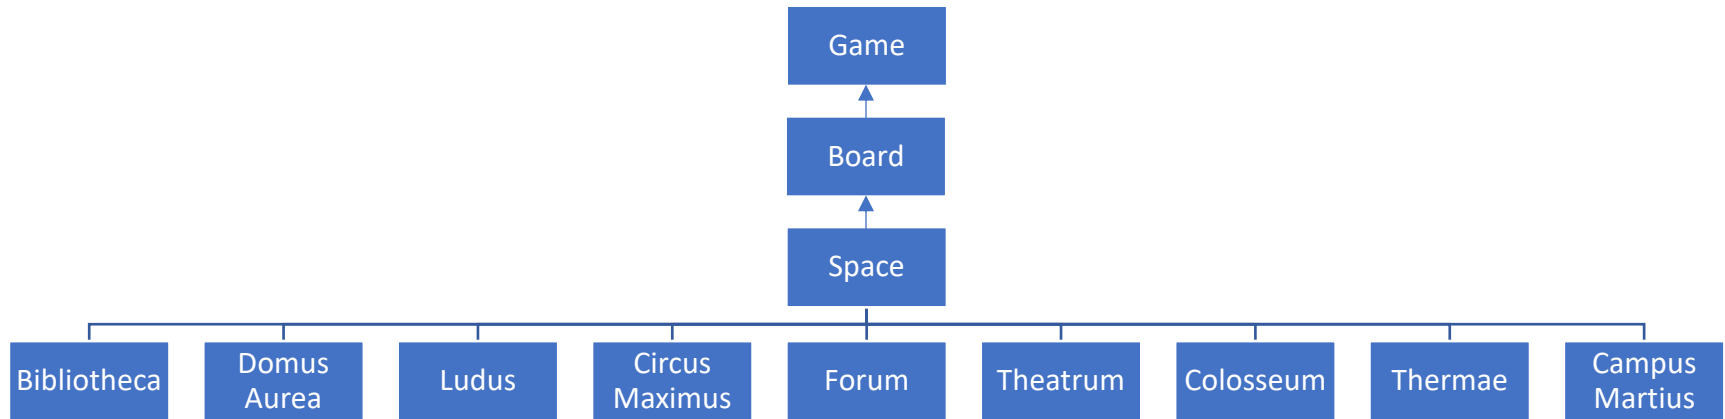 Game
Board
Space
Bibliotheca
Domus
Aurea
Ludus
Circus
Maximus
Forum
Theatrum
Colosseum
Thermae
Campus
Martius